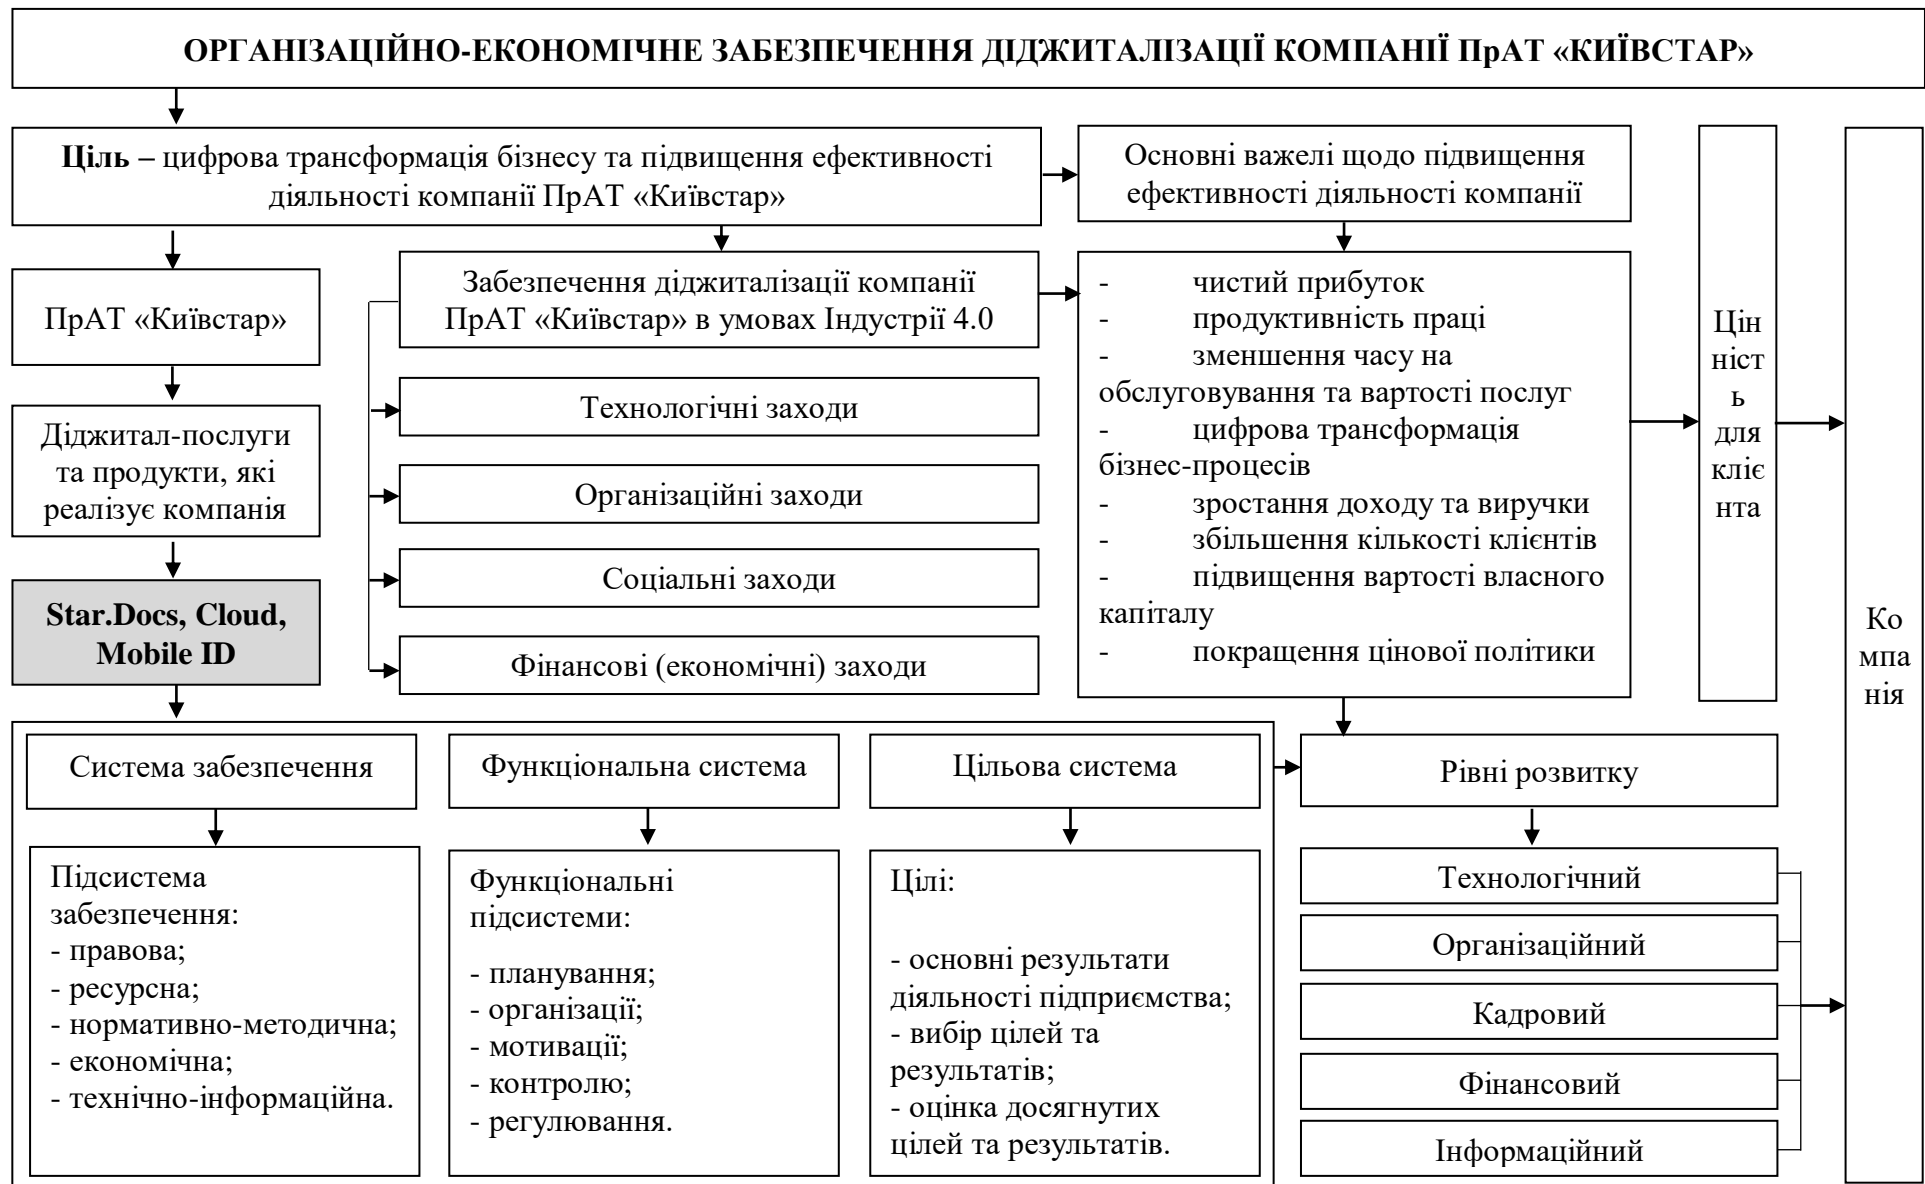 ОРГАНІЗАЦІЙНО-ЕКОНОМІЧНЕ ЗАБЕЗПЕЧЕННЯ ДІДЖИТАЛІЗАЦІЇ КОМПАНІЇ ПрАТ «КИЇВСТАР»
Ціль – цифрова трансформація бізнесу та підвищення ефективності
діяльності компанії ПрАТ «Київстар»
Основні важелі щодо підвищення
ефективності діяльності компанії
ПрАТ «Київстар»
Діджитал-послуги
та продукти, які
реалізує компанія
Star.Docs, Cloud,
Mobile ID
Забезпечення діджиталізації компанії
ПрАТ «Київстар» в умовах Індустрії 4.0
Технологічні заходи
Організаційні заходи
Соціальні заходи
Фінансові (економічні) заходи
- чистий прибуток
- продуктивність праці
- зменшення часу на
обслуговування та вартості послуг
- цифрова трансформація
бізнес-процесів
- зростання доходу та виручки
- збільшення кількості клієнтів
- підвищення вартості власного
капіталу
- покращення цінової політики
Цін
ніст
ь
для
кліє
нта
Ко
мпа
нія
Система забезпечення
Підсистема
забезпечення:
- правова;
- ресурсна;
- нормативно-методична;
- економічна;
- технічно-інформаційна.
Функціональна система
Функціональні
підсистеми:
- планування;
- організації;
- мотивації;
- контролю;
- регулювання.
Цільова система
Цілі:
- основні результати
діяльності підприємства;
- вибір цілей та
результатів;
- оцінка досягнутих
цілей та результатів.
Рівні розвитку
Технологічний
Організаційний
Кадровий
Фінансовий
Інформаційний